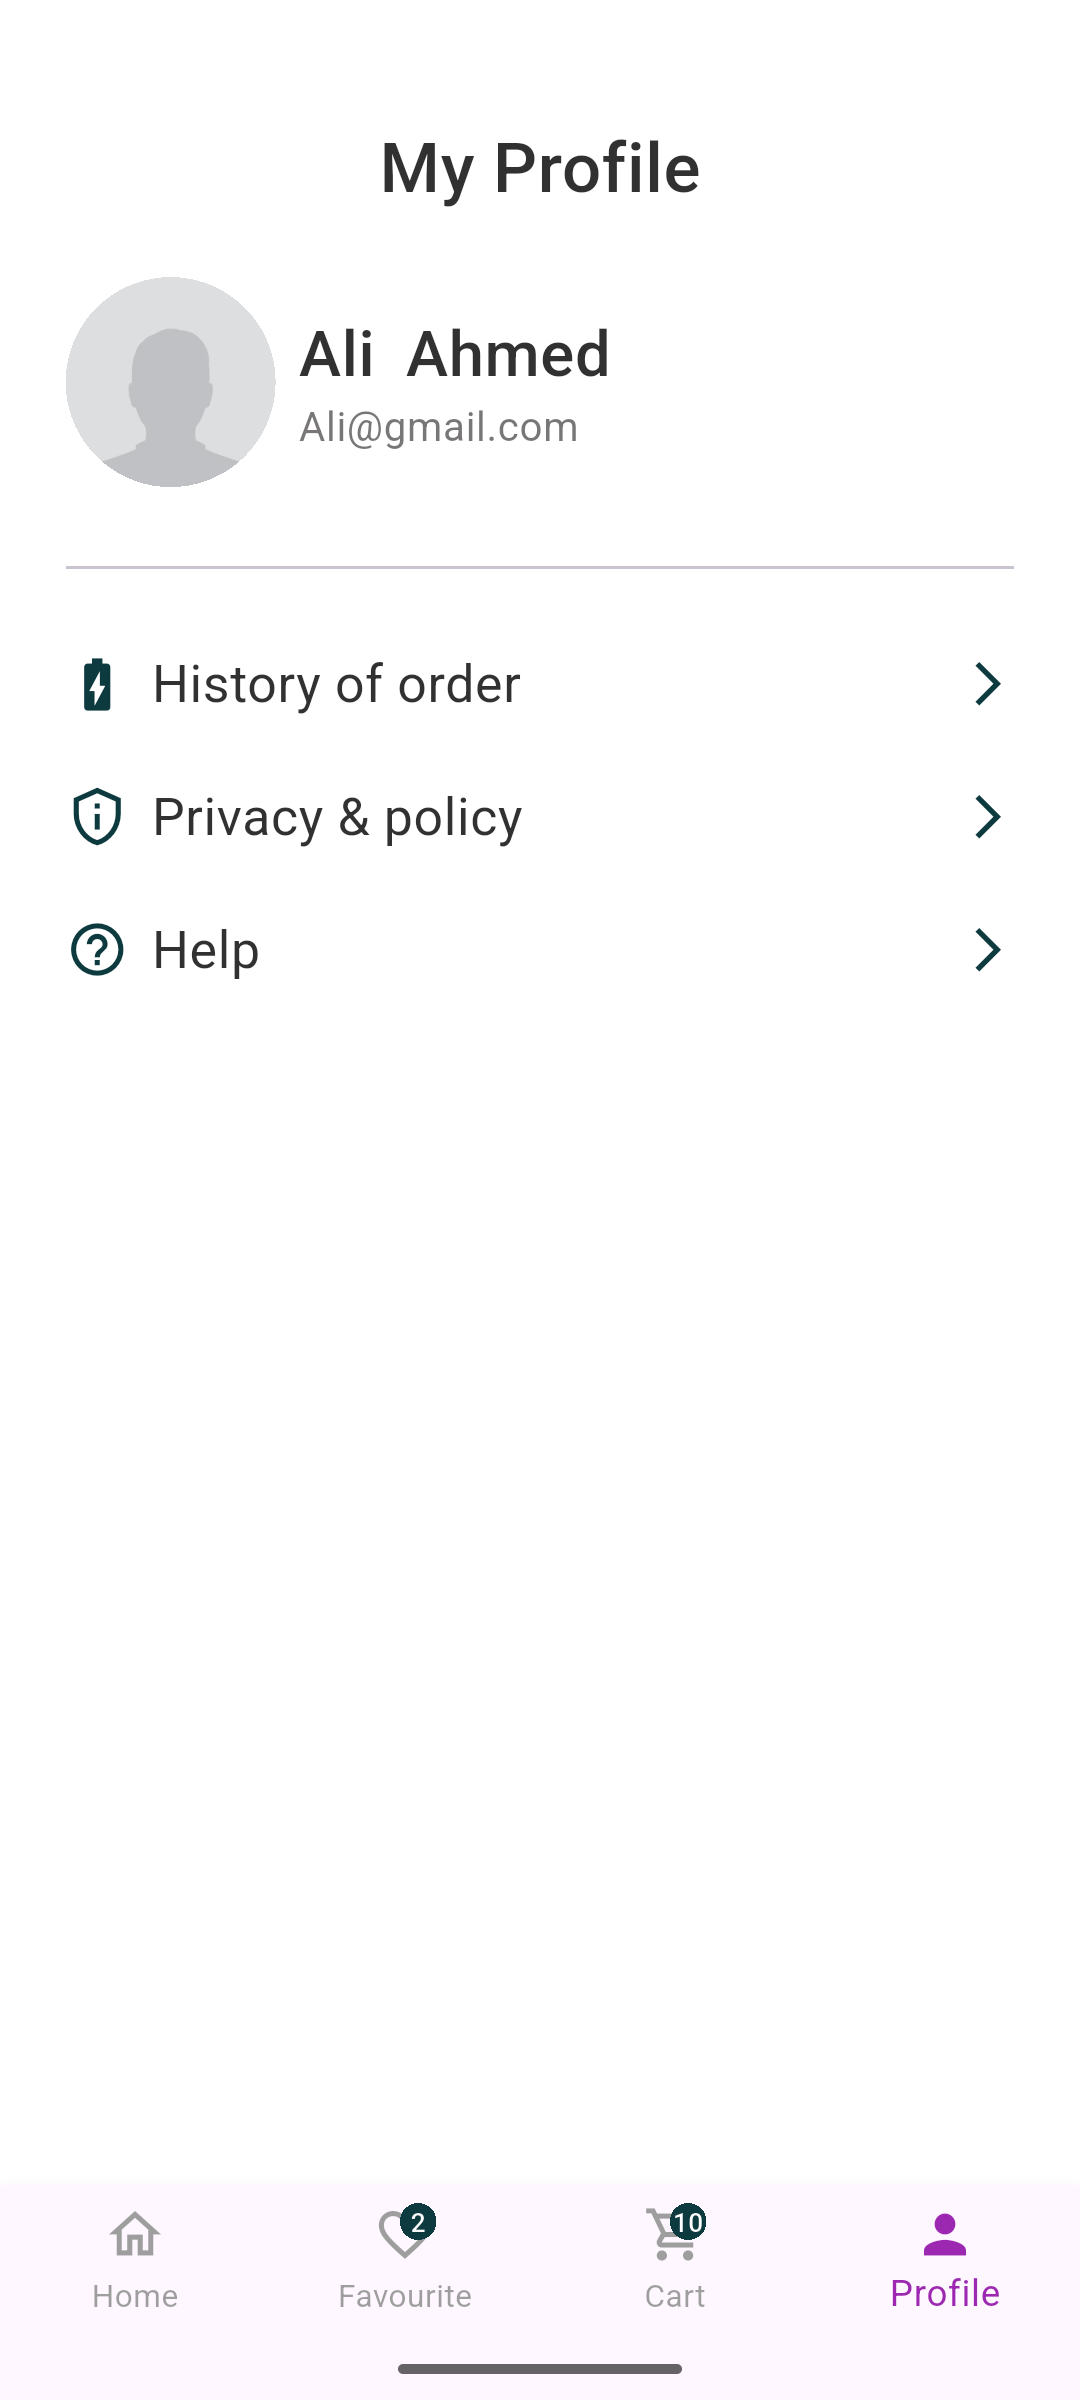 My Profile
Ali  Ahmed
Ali@gmail.com
History of order
Privacy & policy
Help
2
10
Home
Favourite
Cart
Profile